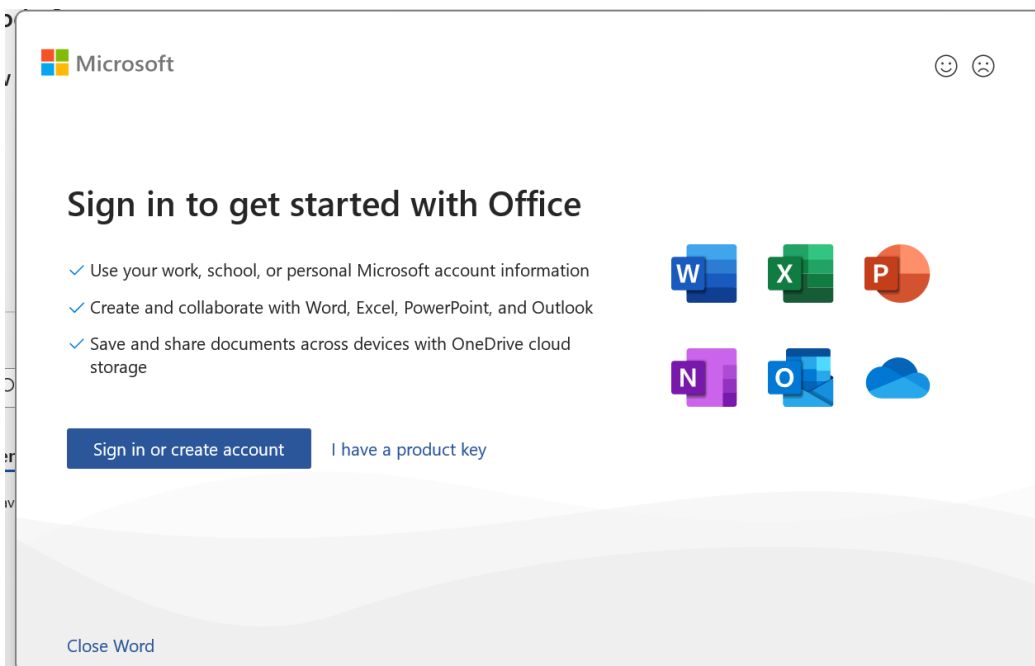 Microsoft
Sign in to get started with Office
Use your work, school, or personal Microsoft account information
Create and collaborate with Word, Excel, PowerPoint, and Outlook
Save and share documents across devices with OneDrive cloud
storage
W X P
N O
Sign in or create account I have a product key
Close Word